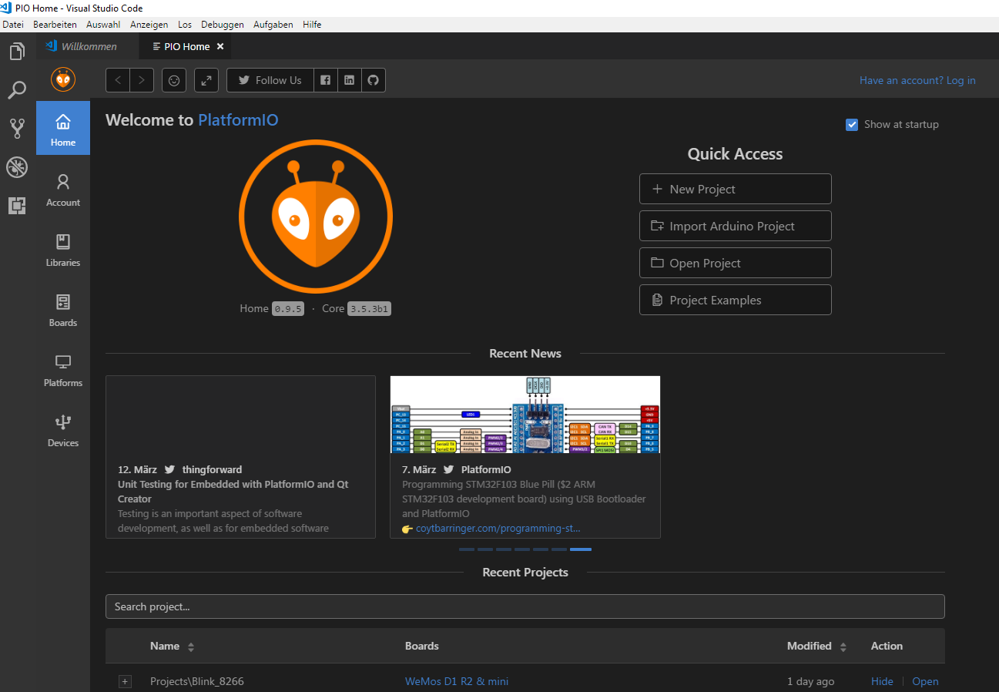 PIO Home - Visual Studio Code
Datei Bearbeiten Auswahl Anzeigen Los Debuggen Aufgaben Hilfe
Willkommen PIO Home
Follow Us Have an account? Log in
Home
Account
Libraries
Boards
Platforms
Devices
Welcome to PlatformIO
Show at startup
Home 0.9.5 · Core 3.5.3b1
Quick Access
New Project
Import Arduino Project
Open Project
Project Examples
Recent News
12. März thingforward
Unit Testing for Embedded with PlatformIO and Qt
Creator
Testing is an important aspect of software
development, as well as for embedded software
7. März PlatformIO
Programming STM32F103 Blue Pill ($2 ARM
STM32F103 development board) using USB Bootloader
and PlatformIO
coytbarringer.com/programming-st...
Recent Projects
Search project...
Name Boards Modified Action
Projects\Blink_8266 WeMos D1 R2 & mini 1 day ago Hide Open